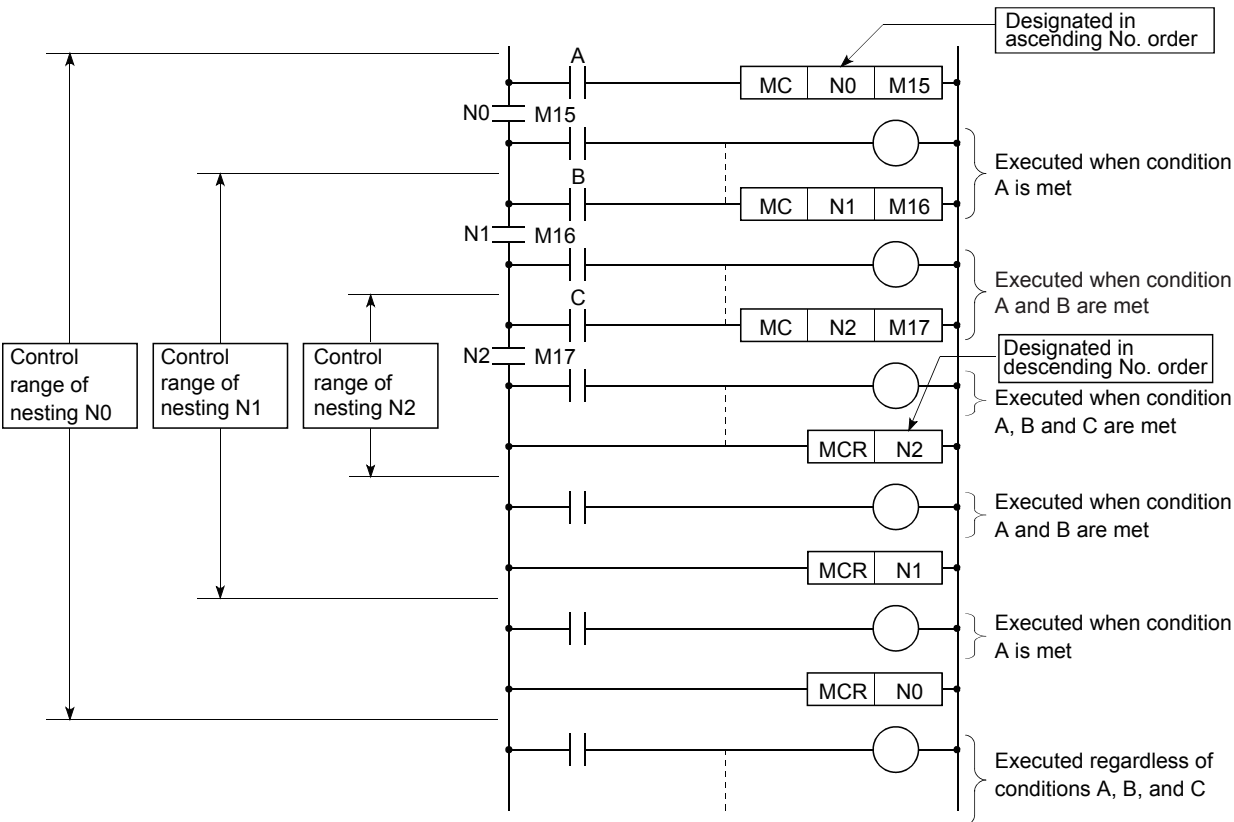 Designated in
ascending No. order
A
MC N0 M15
N0 M15
Executed when condition
A is met
B
MC N1 M16
N1 M16
Executed when condition
A and B are met
C
MC N2 M17
Designated in
descending No. order
N2 M17
Control
range of
nesting N0
Control
range of
nesting N1
Control
range of
nesting N2
Executed when condition
A, B and C are met
MCR N2
Executed when condition
A and B are met
MCR N1
Executed when condition
A is met
MCR N0
Executed regardless of
conditions A, B, and C